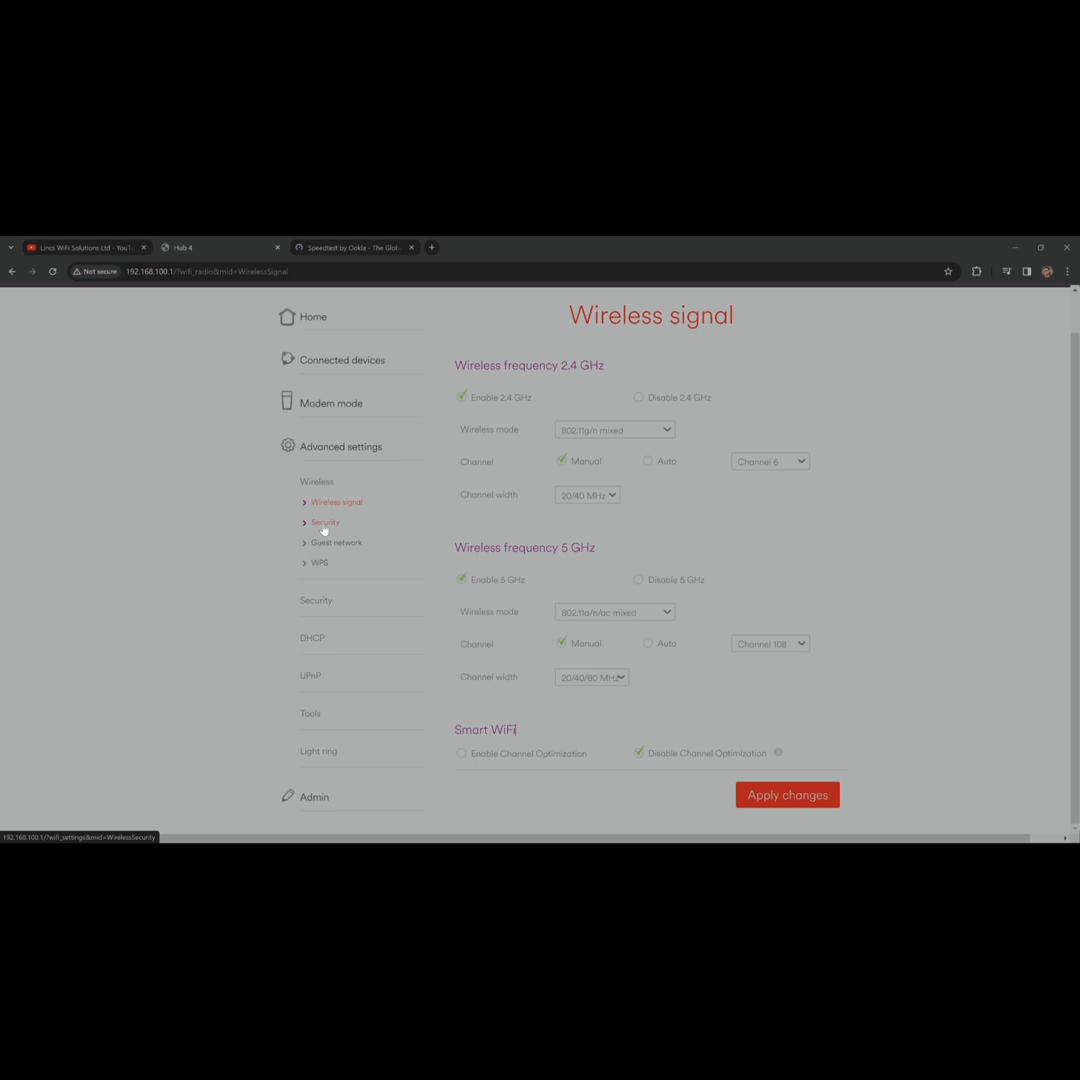 Lincs WiFi Solutions Ltd - YouTu
Hub 4
Speedtest by Ookla - The Glob
Not secure
192.168.100.1/?wifi_radio&mid=WirelessSignal
Home
Connected devices
Modem mode
Advanced settings
Wireless
Wireless signal
Security
Guest network
WPS
Security
DHCP
UPnP
Tools
Light ring
Admin
Wireless signal
Wireless frequency 2.4 GHz
Enable 2.4 GHz
Disable 2.4 GHz
Wireless mode
802.11g/n mixed
Channel
Manual
Auto
Channel 6
Channel width
20/40 MHz
Wireless frequency 5 GHz
Enable 5 GHz
Disable 5 GHz
Wireless mode
802.11a/n/ac mixed
Channel
Manual
Auto
Channel 108
Channel width
20/40/80 MHz
Smart WiFi
Enable Channel Optimization
Disable Channel Optimization
Apply changes
192.168.100.1/?wifi_settings&mid=WirelessSecurity